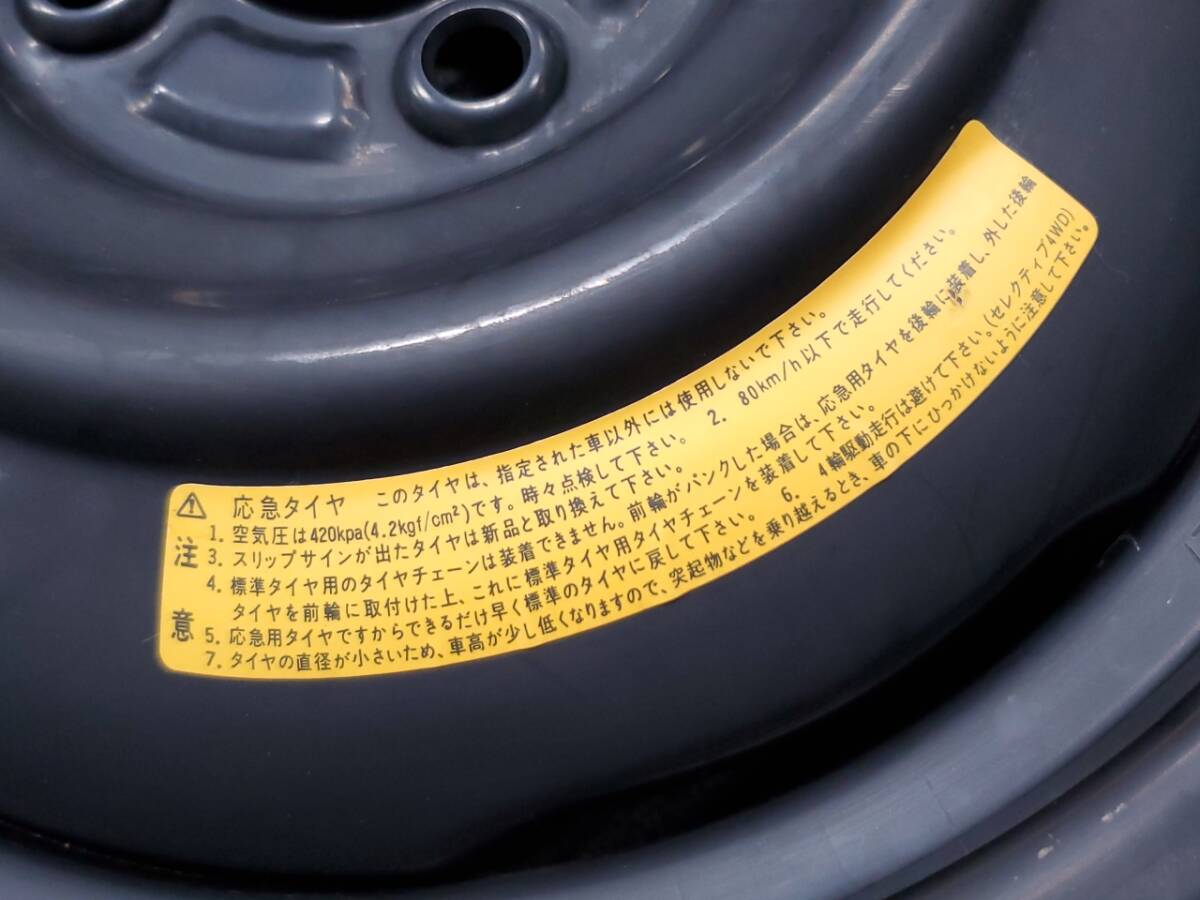 ⚠ 応急タイヤ このタイヤは、指定された車以外には使用しないで下さい。
注意
1. 空気圧は420kpa(4.2kgf/cm²)です。時々点検して下さい。 2. 80km/h以下で走行してください。
3. スリップサインが出たタイヤは新品と取り換えて下さい。
4. 標準タイヤ用のタイヤチェーンは装着できません。前輪がパンクした場合は、応急用タイヤを後輪に装着し、外した後輪
タイヤを前輪に取付けた上、これに標準タイヤ用タイヤチェーンを装着して下さい。
5. 応急用タイヤですからできるだけ早く標準のタイヤに戻して下さい。 6. 4輪駆動走行は避けて下さい。(セレクティブ4WD)
7. タイヤの直径が小さいため、車高が少し低くなりますので、突起物などを乗り越えるとき、車の下にひっかけないように注意して下さい。